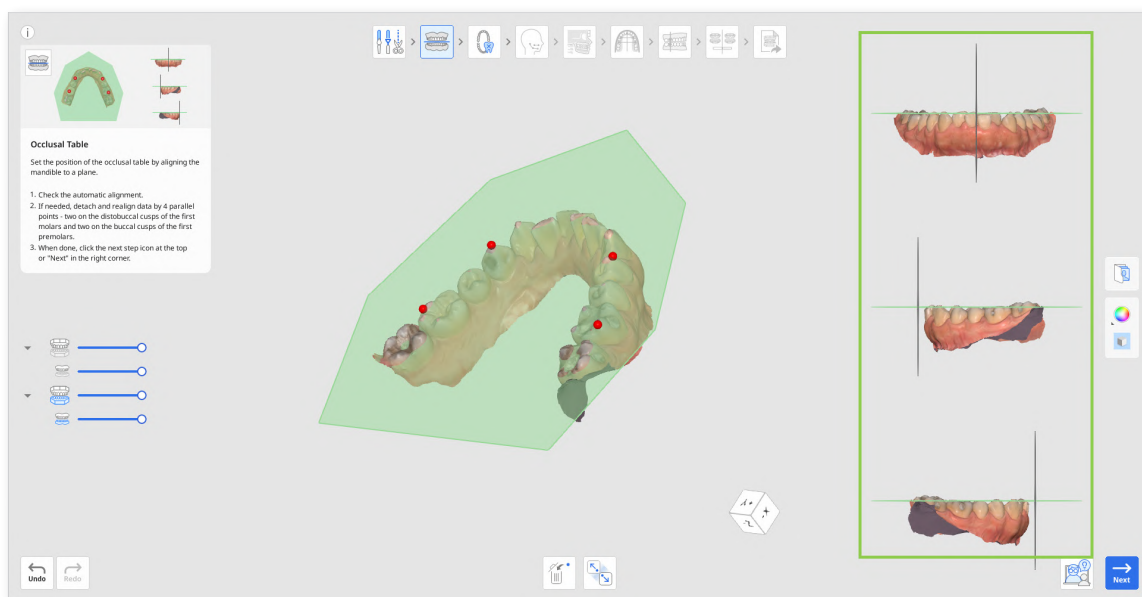 Occlusal Table
Set the position of the occlusal table by aligning the
mandible to a plane.
1. Check the automatic alignment.
2. If needed, detach and realign data by 4 parallel
points - two on the distobuccal cusps of the first
molars and two on the buccal cusps of the first
premolars.
3. When done, click the next step icon at the top
or "Next" in the right corner.
Undo
Redo
Next